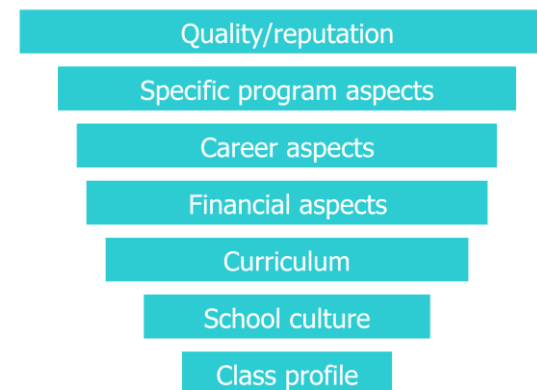 Quality/reputation
Specific program aspects
Career aspects
Financial aspects
Curriculum
School culture
Class profile